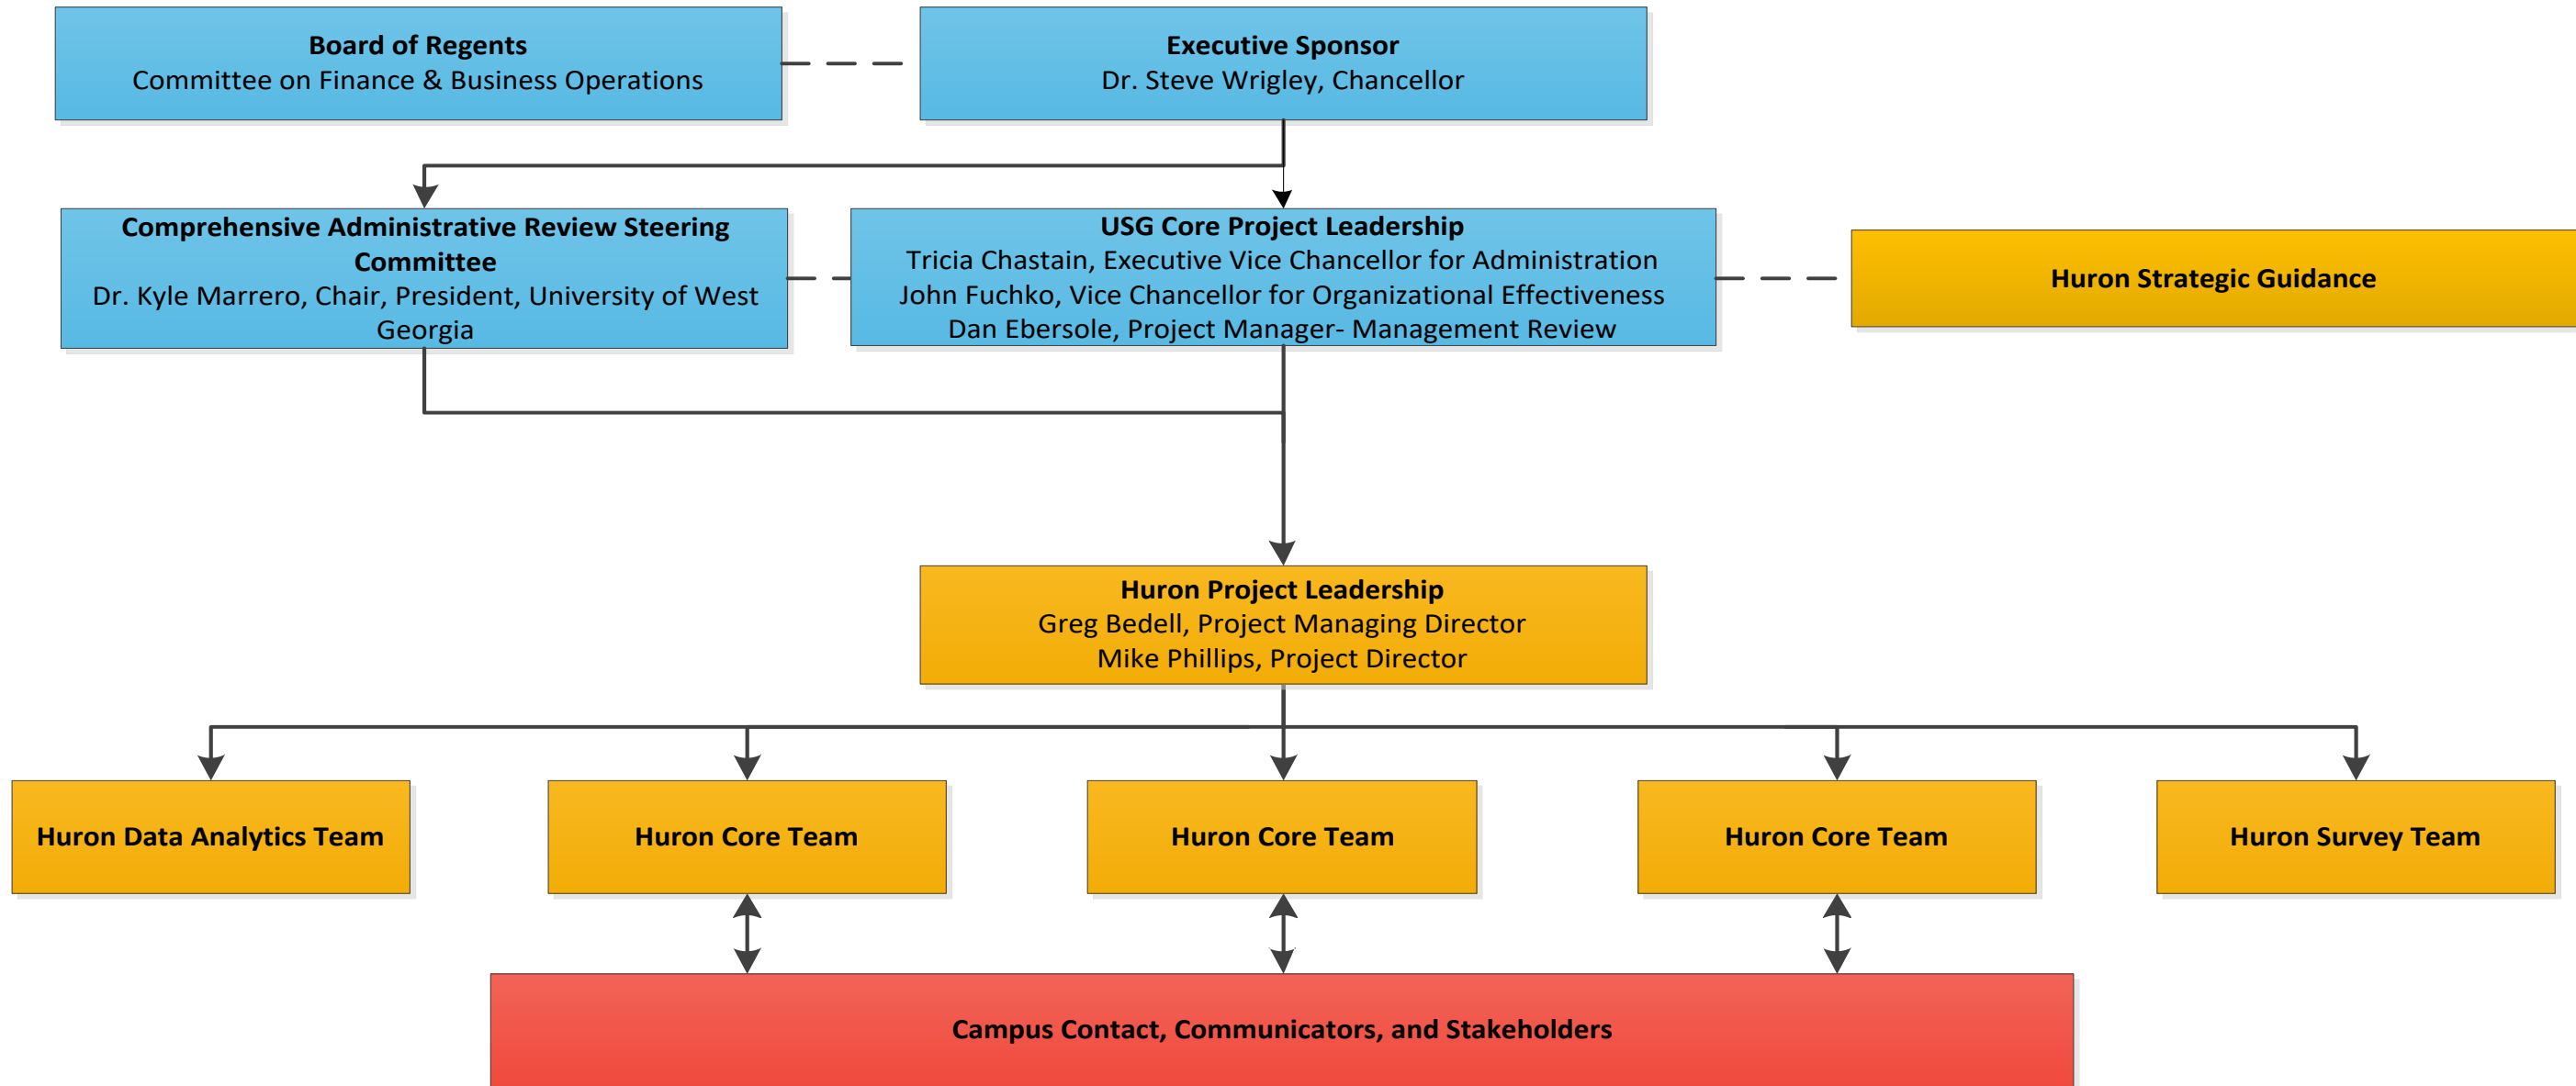 Board of Regents
Committee on Finance & Business Operations
Executive Sponsor
Dr. Steve Wrigley, Chancellor
Comprehensive Administrative Review Steering
Committee
Dr. Kyle Marrero, Chair, President, University of West
Georgia
USG Core Project Leadership
Tricia Chastain, Executive Vice Chancellor for Administration
John Fuchko, Vice Chancellor for Organizational Effectiveness
Dan Ebersole, Project Manager- Management Review
Huron Strategic Guidance
Huron Project Leadership
Greg Bedell, Project Managing Director
Mike Phillips, Project Director
Huron Data Analytics Team
Huron Core Team
Huron Core Team
Huron Core Team
Huron Survey Team
Campus Contact, Communicators, and Stakeholders